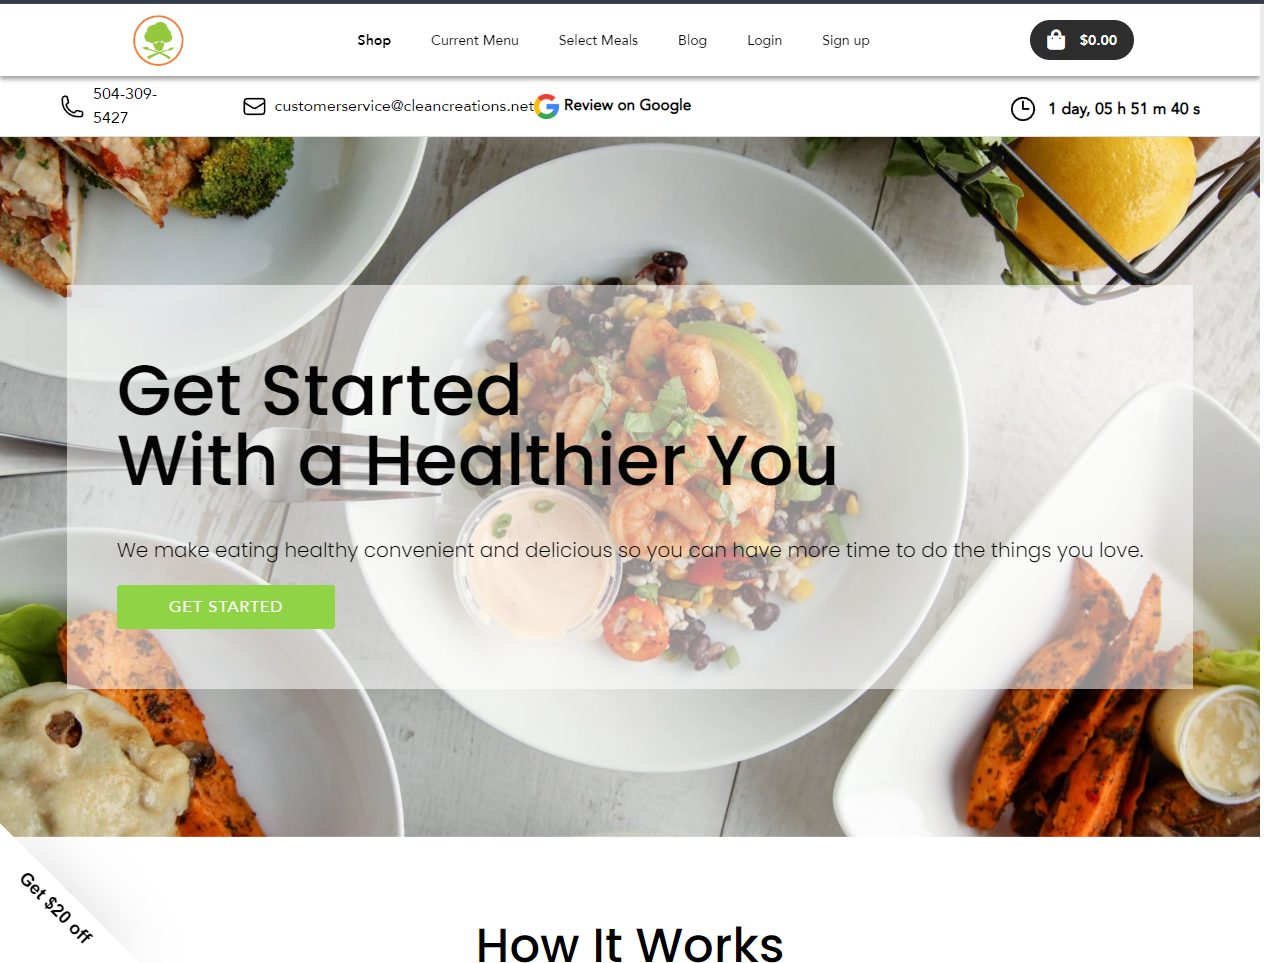 Shop
Current Menu
Select Meals
Blog
Login
Sign up
$0.00
504-309-
5427
customerservice@cleancreations.net
Review on Google
1 day, 05 h 51 m 40 s
Get Started
With a Healthier You
We make eating healthy convenient and delicious so you can have more time to do the things you love.
GET STARTED
Get $20 off
How It Works